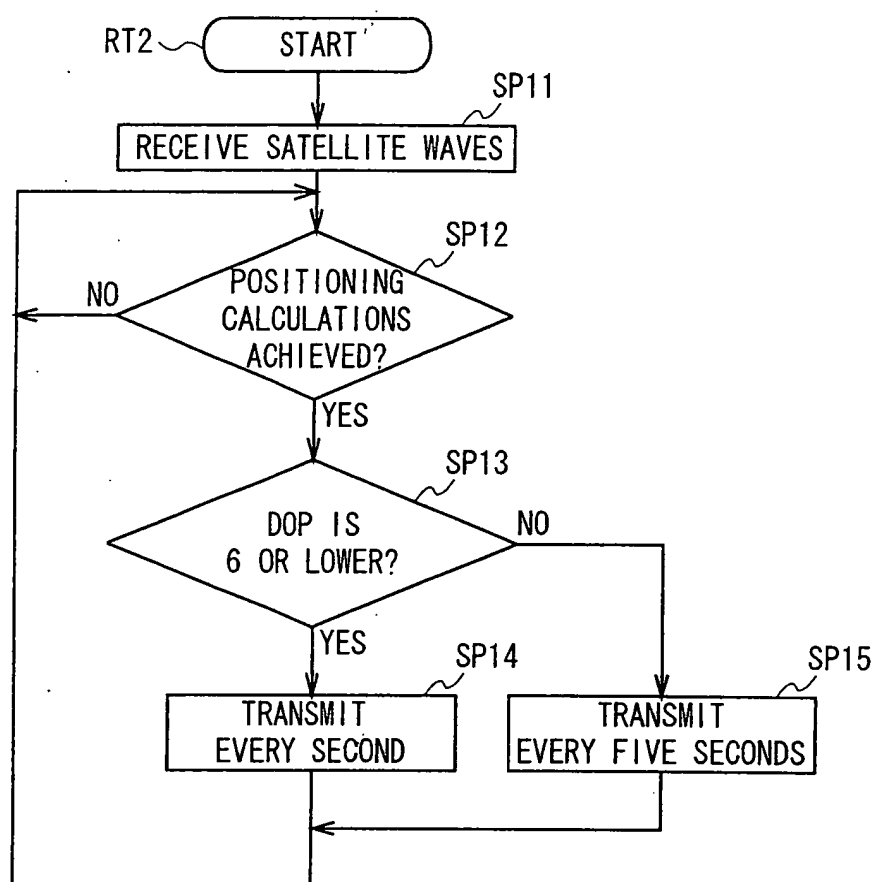 RT2
START
SP11
RECEIVE SATELLITE WAVES
SP12
POSITIONING
CALCULATIONS
ACHIEVED?
NO
YES
SP13
DOP IS
6 OR LOWER?
NO
YES
SP14
TRANSMIT
EVERY SECOND
SP15
TRANSMIT
EVERY FIVE SECONDS